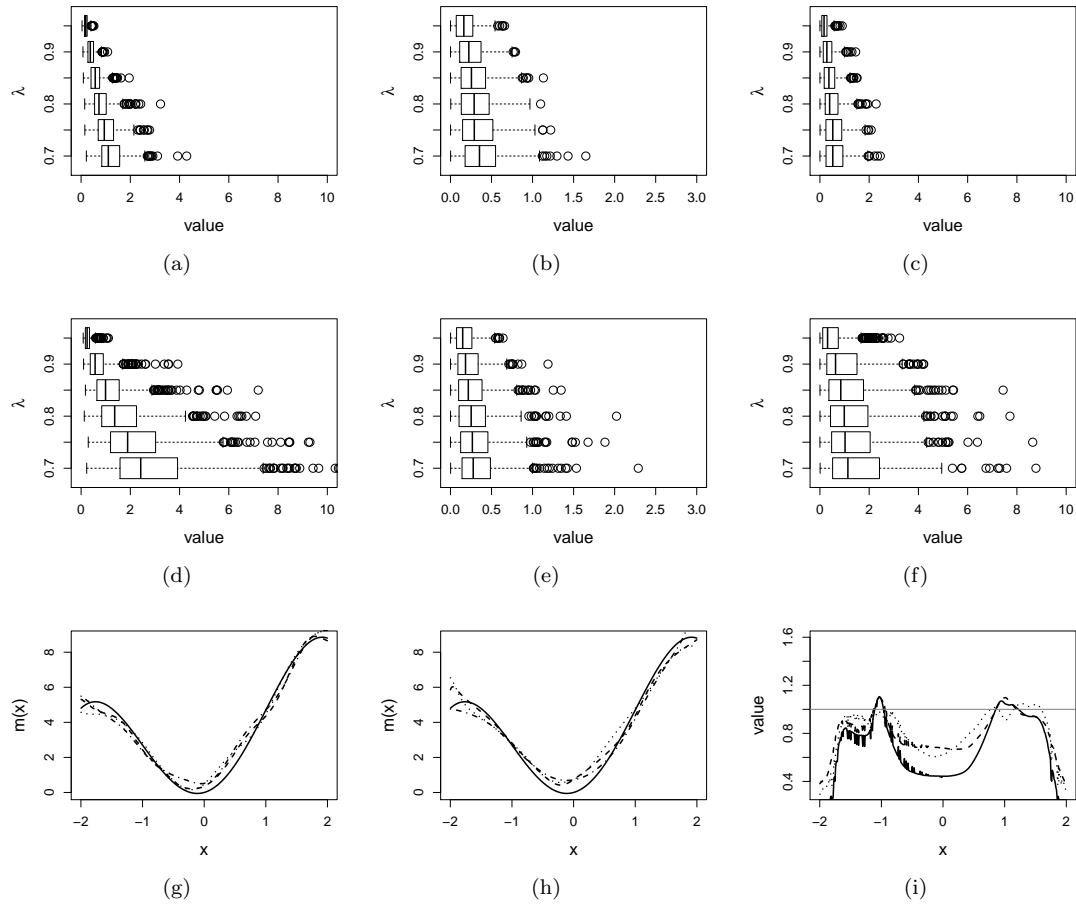 λ
0.7 0.8 0.9
0 2 4 6 8 10
value
(a)
λ
0.7 0.8 0.9
0.0 0.5 1.0 1.5 2.0 2.5 3.0
value
(b)
λ
0.7 0.8 0.9
0 2 4 6 8 10
value
(c)
λ
0.7 0.8 0.9
0 2 4 6 8 10
value
(d)
λ
0.7 0.8 0.9
0.0 0.5 1.0 1.5 2.0 2.5 3.0
value
(e)
λ
0.7 0.8 0.9
0 2 4 6 8 10
value
(f)
m(x)
0 2 4 6 8
−2 −1 0 1 2
x
(g)
m(x)
0 2 4 6 8
−2 −1 0 1 2
x
(h)
value
0.4 0.8 1.2 1.6
−2 −1 0 1 2
x
(i)